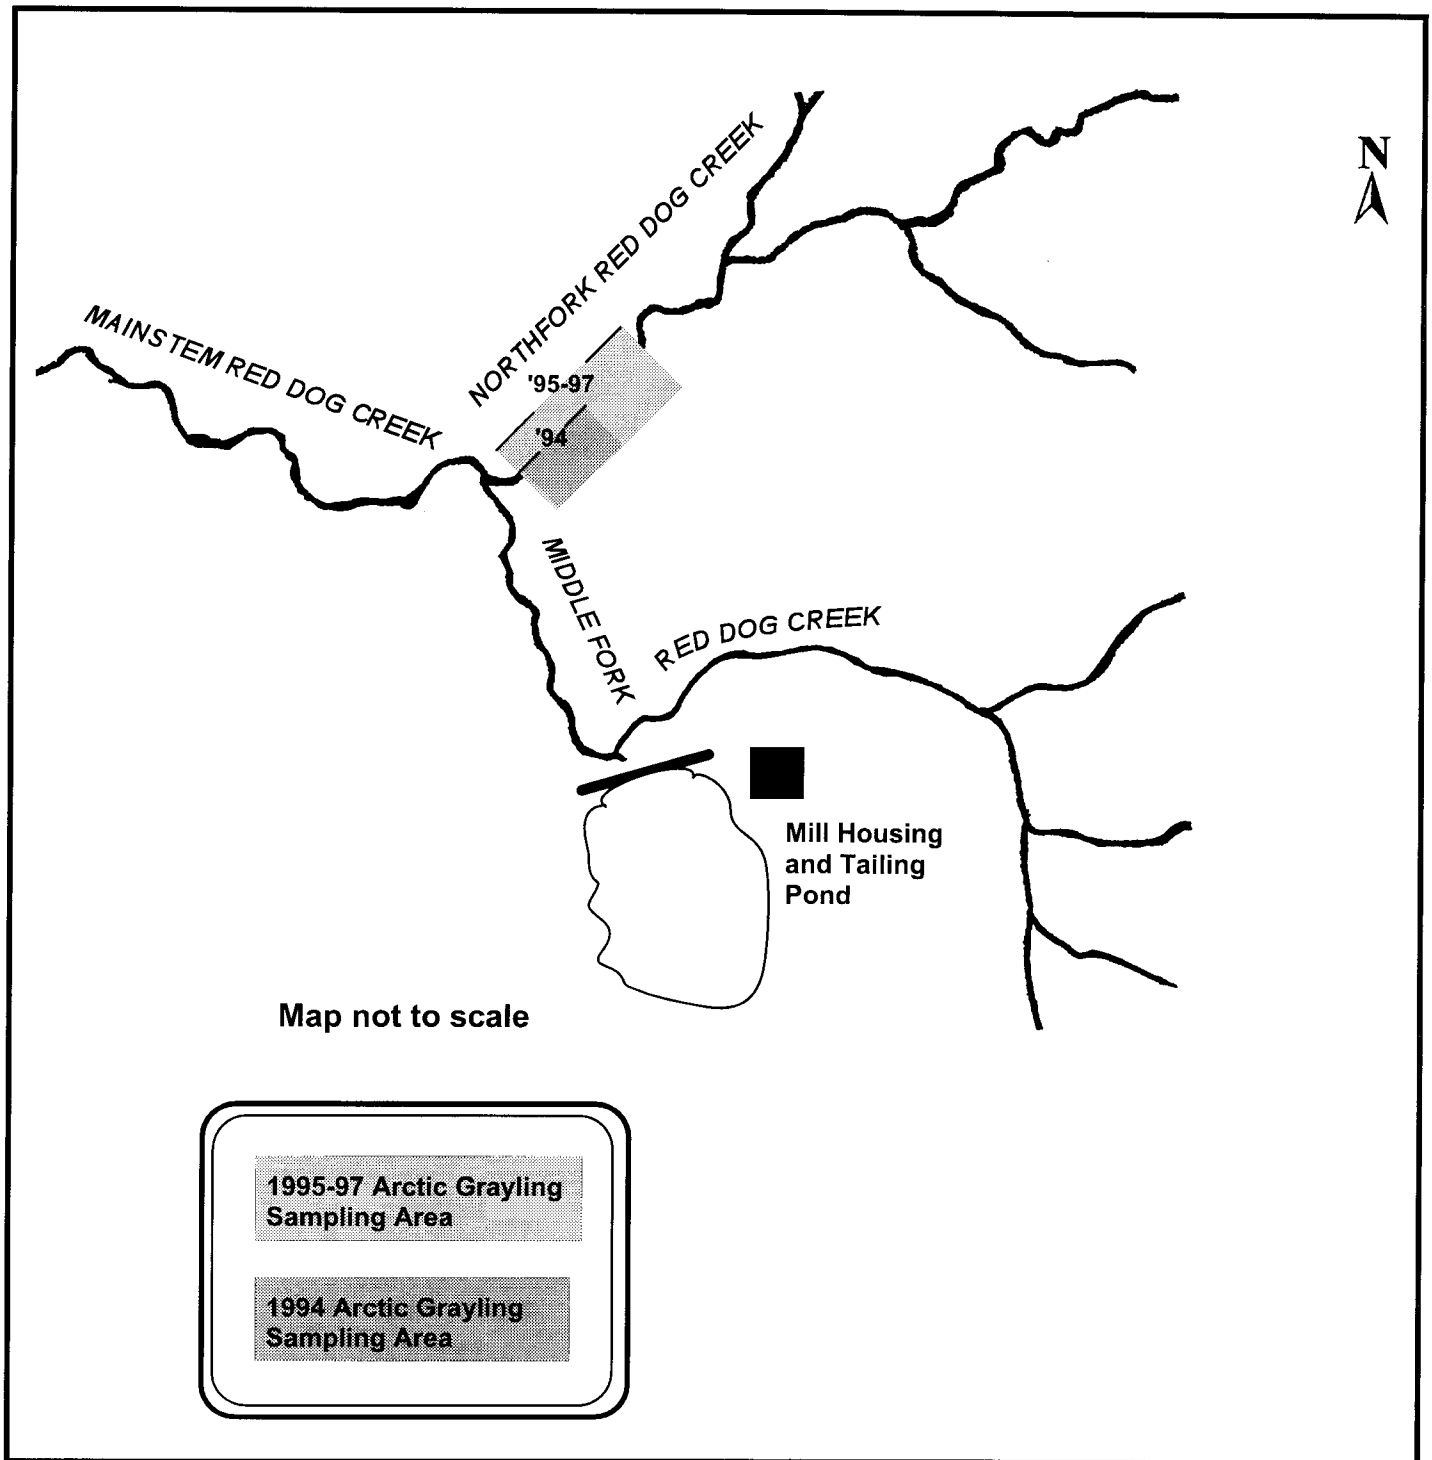 N
NORTHFORK RED DOG CREEK
MAINSTEM RED DOG CREEK
'95-97
'94
MIDDLE FORK
RED DOG CREEK
Mill Housing
and Tailing
Pond
Map not to scale
1995-97 Arctic Grayling
Sampling Area
1994 Arctic Grayling
Sampling Area